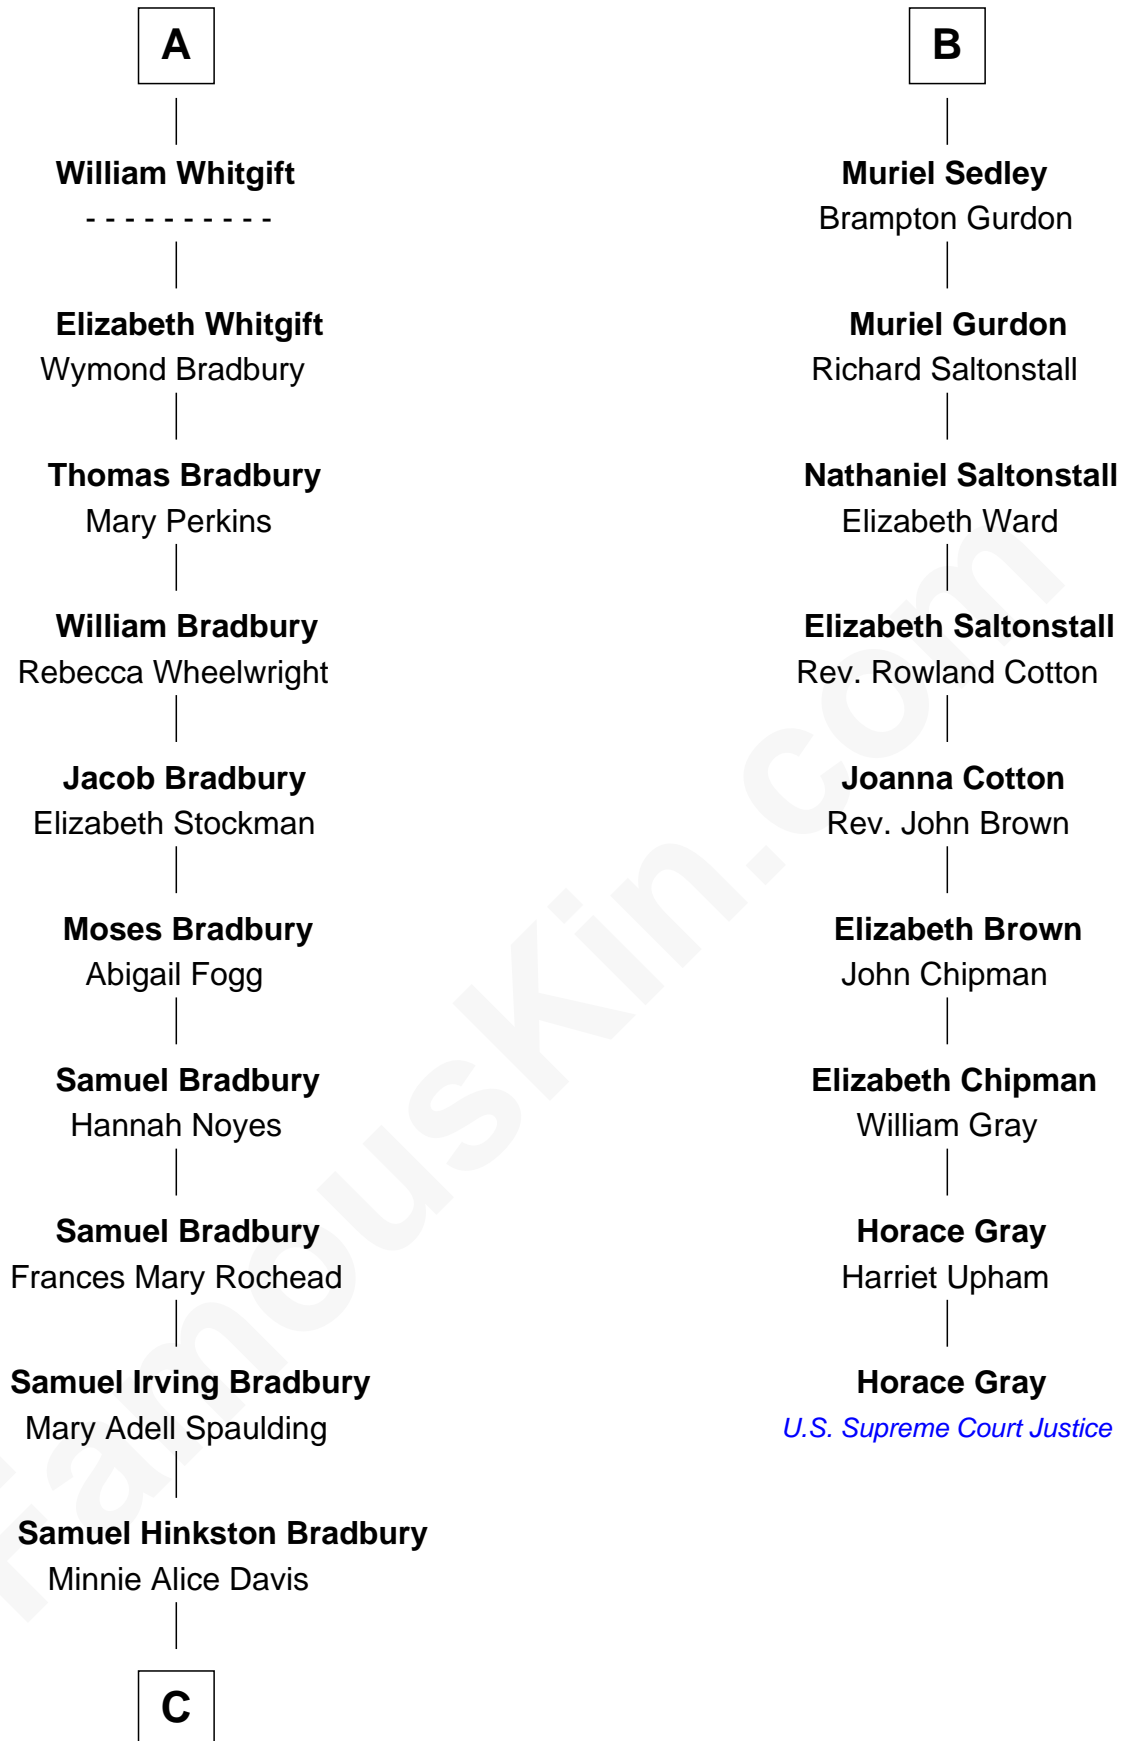 A
William Whitgift
- - - - - - - - - -
Elizabeth Whitgift
Wymond Bradbury
Thomas Bradbury
Mary Perkins
William Bradbury
Rebecca Wheelwright
Jacob Bradbury
Elizabeth Stockman
Moses Bradbury
Abigail Fogg
Samuel Bradbury
Hannah Noyes
Samuel Bradbury
Frances Mary Rochead
Samuel Irving Bradbury
Mary Adell Spaulding
Samuel Hinkston Bradbury
Minnie Alice Davis
C
B
Muriel Sedley
Brampton Gurdon
Muriel Gurdon
Richard Saltonstall
Nathaniel Saltonstall
Elizabeth Ward
Elizabeth Saltonstall
Rev. Rowland Cotton
Joanna Cotton
Rev. John Brown
Elizabeth Brown
John Chipman
Elizabeth Chipman
William Gray
Horace Gray
Harriet Upham
Horace Gray
U.S. Supreme Court Justice
FamousKin.com